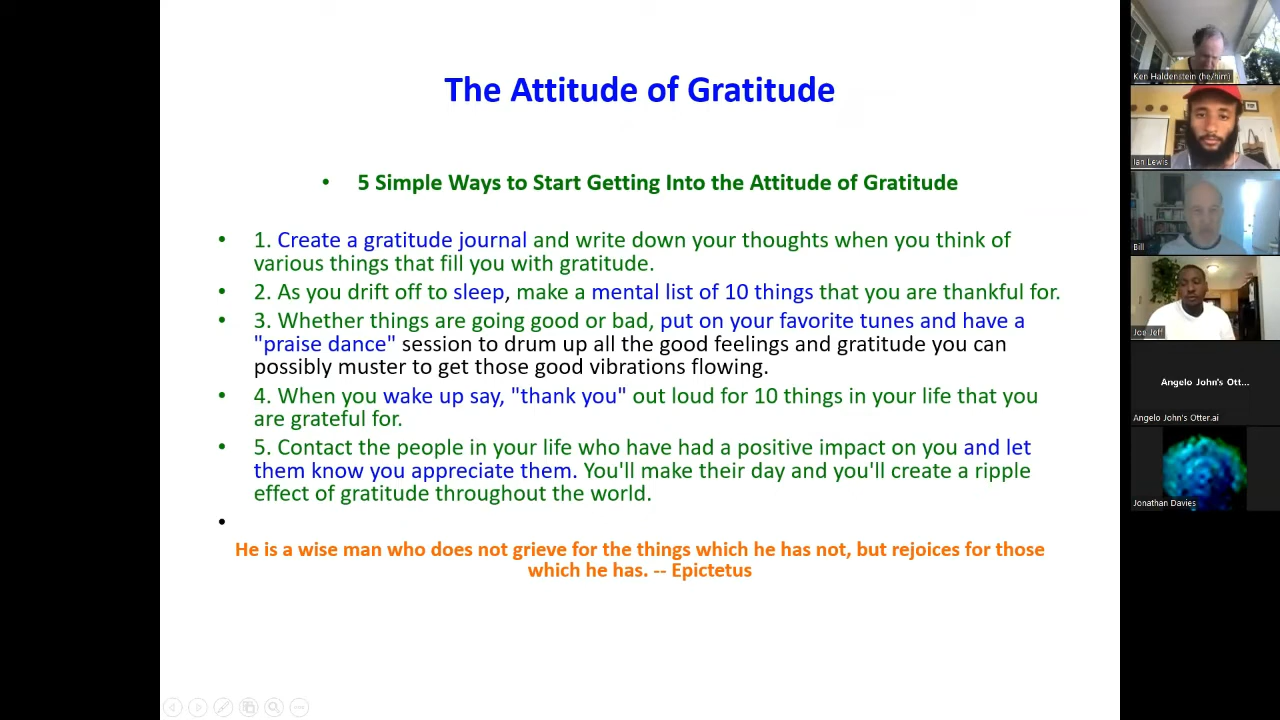 The Attitude of Gratitude
• 5 Simple Ways to Start Getting Into the Attitude of Gratitude
• 1. Create a gratitude journal and write down your thoughts when you think of
various things that fill you with gratitude.
• 2. As you drift off to sleep, make a mental list of 10 things that you are thankful for.
• 3. Whether things are going good or bad, put on your favorite tunes and have a
"praise dance" session to drum up all the good feelings and gratitude you can
possibly muster to get those good vibrations flowing.
• 4. When you wake up say, "thank you" out loud for 10 things in your life that you
are grateful for.
• 5. Contact the people in your life who have had a positive impact on you and let
them know you appreciate them. You'll make their day and you'll create a ripple
effect of gratitude throughout the world.
•
He is a wise man who does not grieve for the things which he has not, but rejoices for those
which he has. -- Epictetus
Ken Haldenstein (he/him)
Ian Lewis
Bill
Joe Jeff
Angelo John's Ott...
Angelo John's Otter.ai
Jonathan Davies